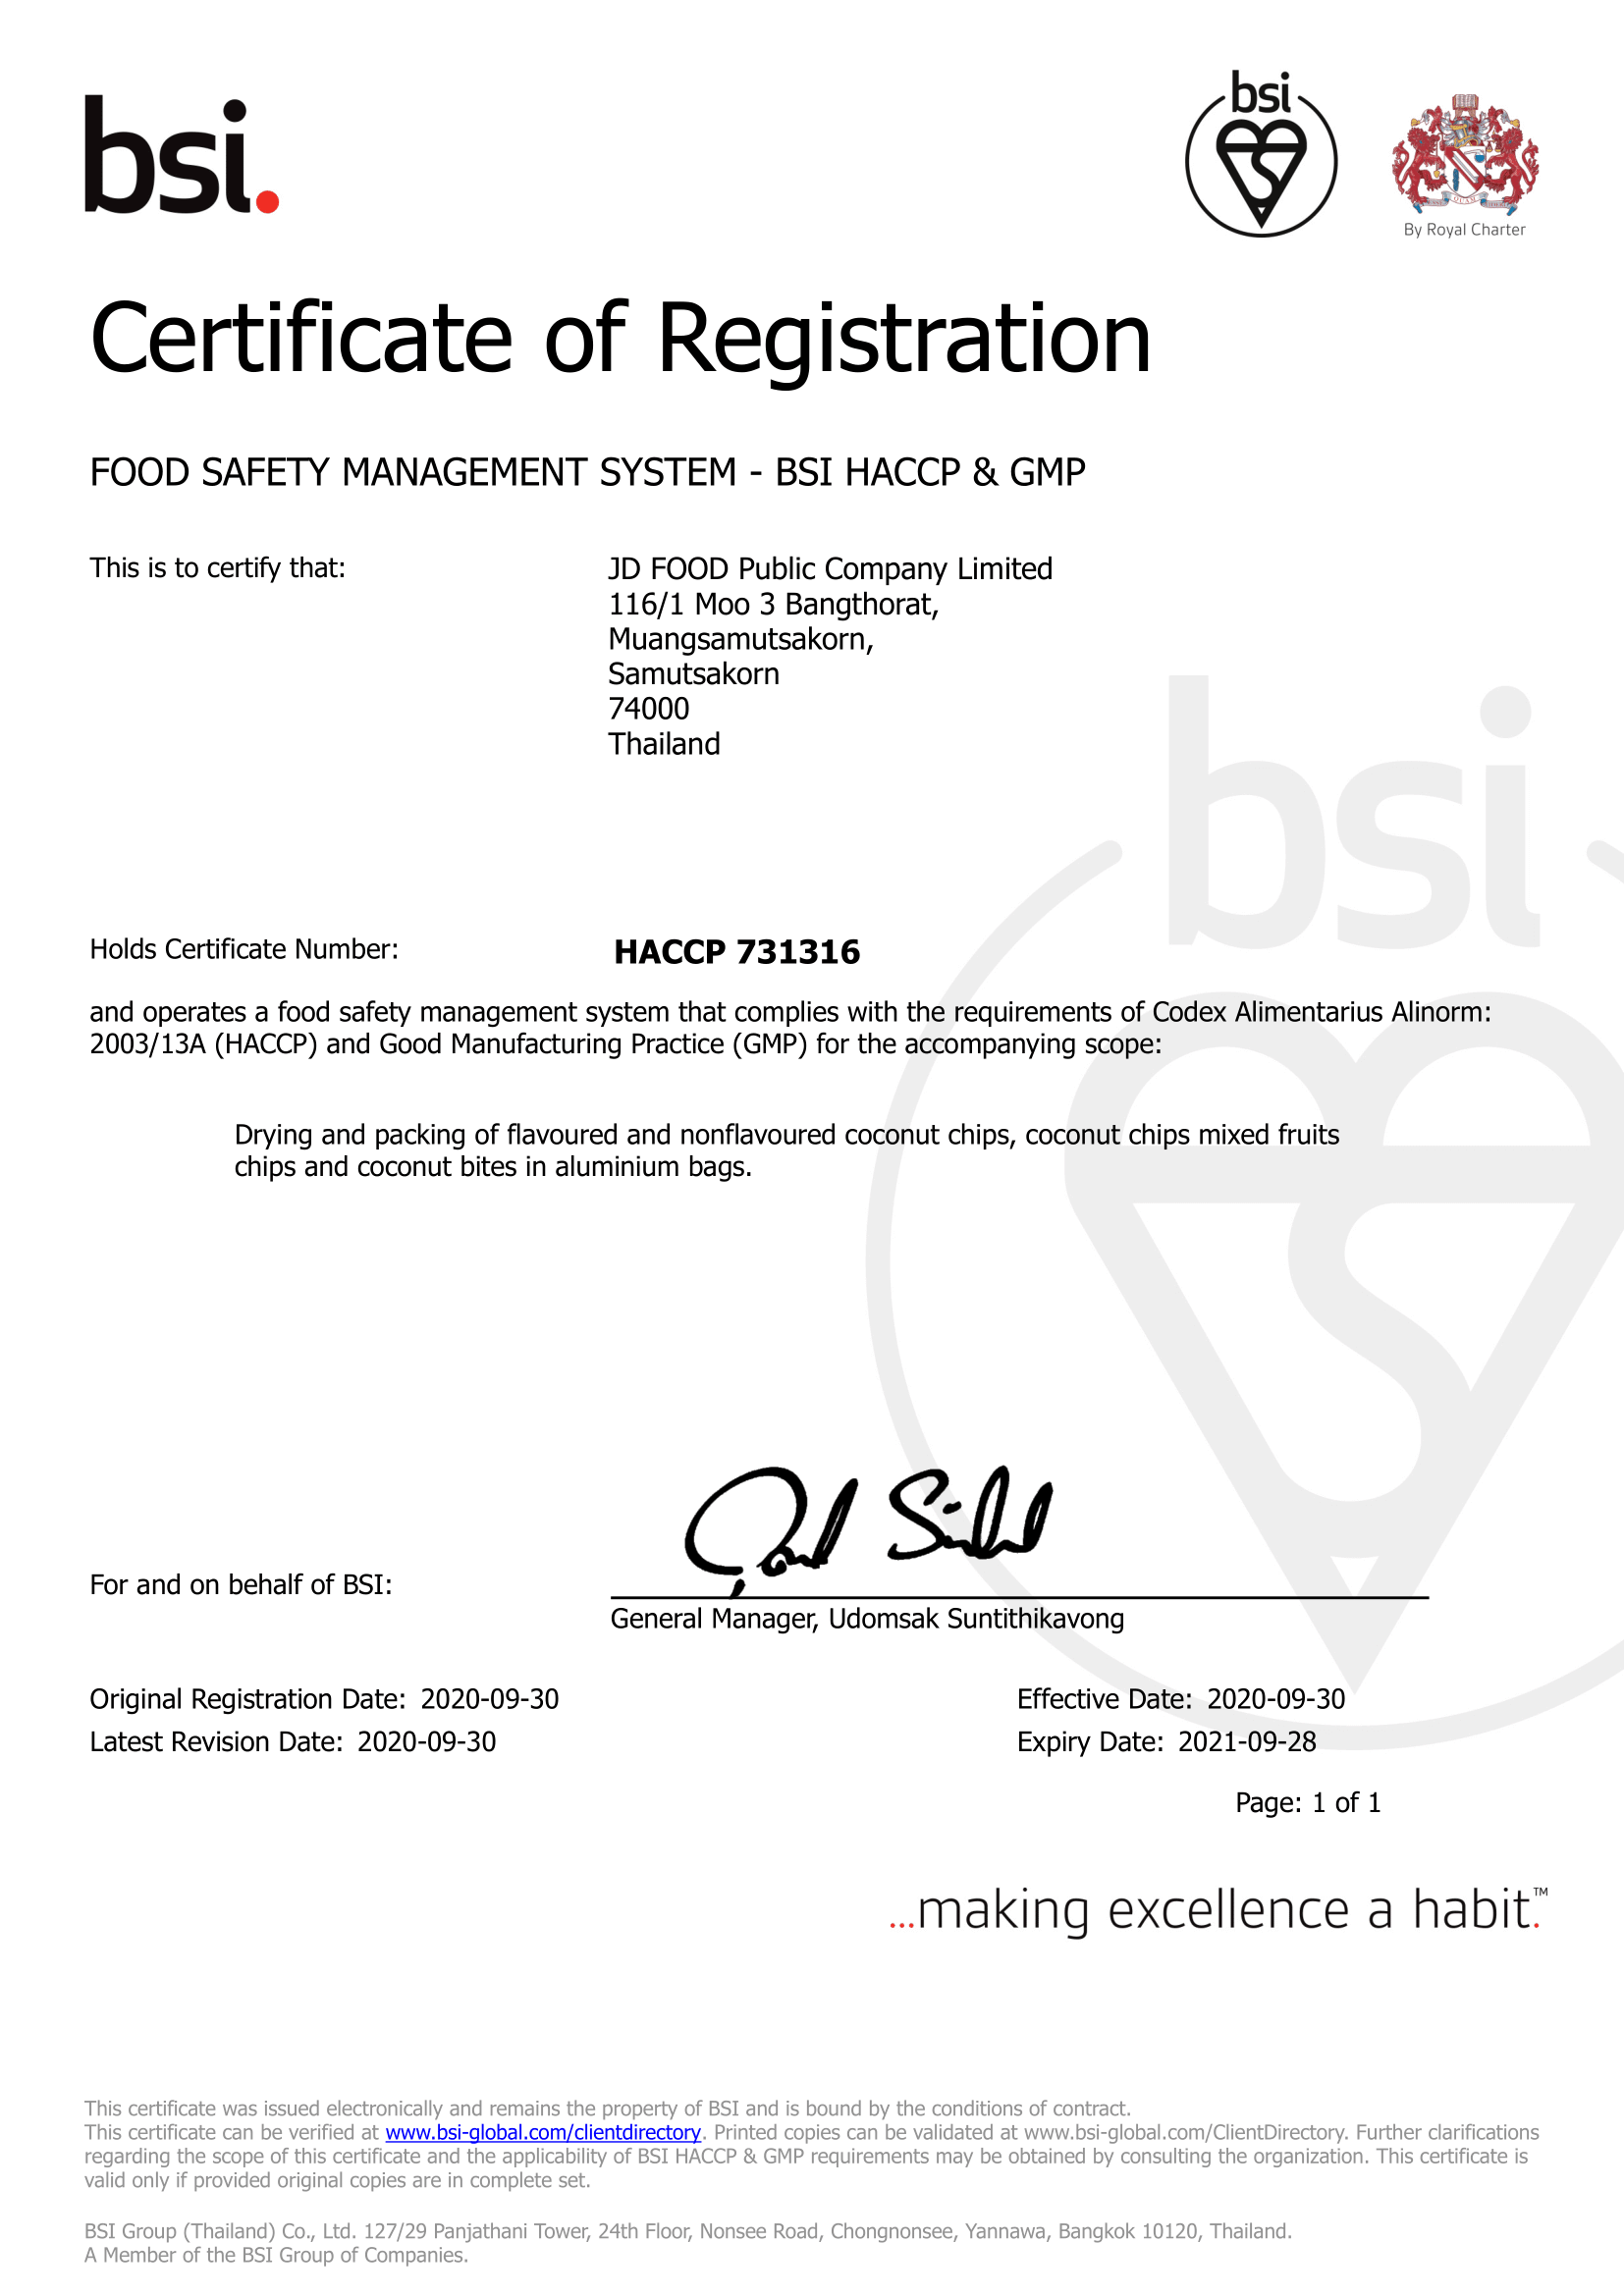 bsi.
bsi
By Royal Charter
Certificate of Registration
FOOD SAFETY MANAGEMENT SYSTEM - BSI HACCP & GMP
This is to certify that:
JD FOOD Public Company Limited
116/1 Moo 3 Bangthorat,
Muangsamutsakorn,
Samutsakorn
74000
Thailand
bsi
Holds Certificate Number:
HACCP 731316
and operates a food safety management system that complies with the requirements of Codex Alimentarius Alinorm:
2003/13A (HACCP) and Good Manufacturing Practice (GMP) for the accompanying scope:
Drying and packing of flavoured and nonflavoured coconut chips, coconut chips mixed fruits
chips and coconut bites in aluminium bags.
For and on behalf of BSI:
General Manager, Udomsak Suntithikavong
Original Registration Date: 2020-09-30
Effective Date: 2020-09-30
Latest Revision Date: 2020-09-30
Expiry Date: 2021-09-28
Page: 1 of 1
...making excellence a habit.™
This certificate was issued electronically and remains the property of BSI and is bound by the conditions of contract.
This certificate can be verified at www.bsi-global.com/clientdirectory. Printed copies can be validated at www.bsi-global.com/ClientDirectory. Further clarifications
regarding the scope of this certificate and the applicability of BSI HACCP & GMP requirements may be obtained by consulting the organization. This certificate is
valid only if provided original copies are in complete set.
BSI Group (Thailand) Co., Ltd. 127/29 Panjathani Tower, 24th Floor, Nonsee Road, Chongnonsee, Yannawa, Bangkok 10120, Thailand.
A Member of the BSI Group of Companies.